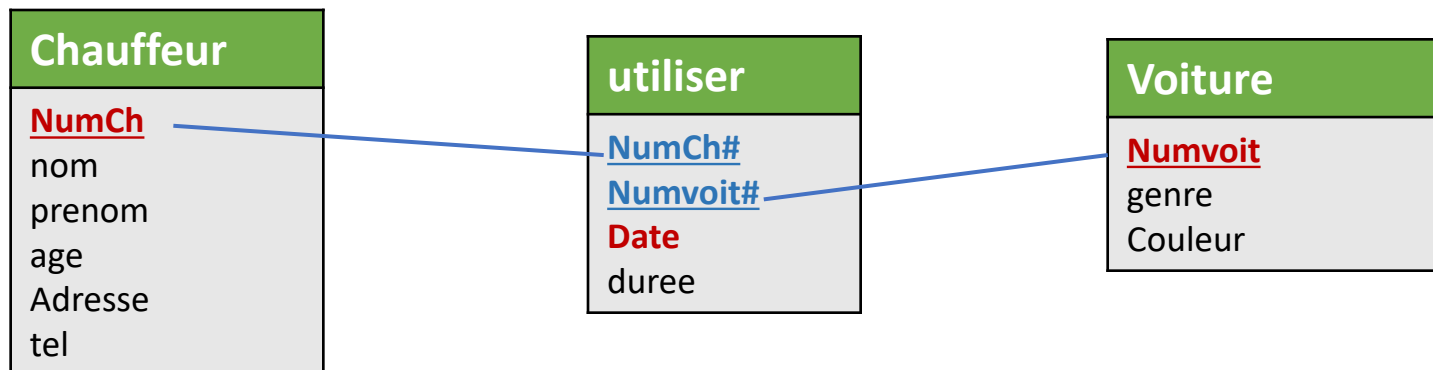 Chauffeur
NumCh
nom
prenom
age
Adresse
tel
utiliser
NumCh#
Numvoit#
Date
duree
Voiture
Numvoit
genre
Couleur